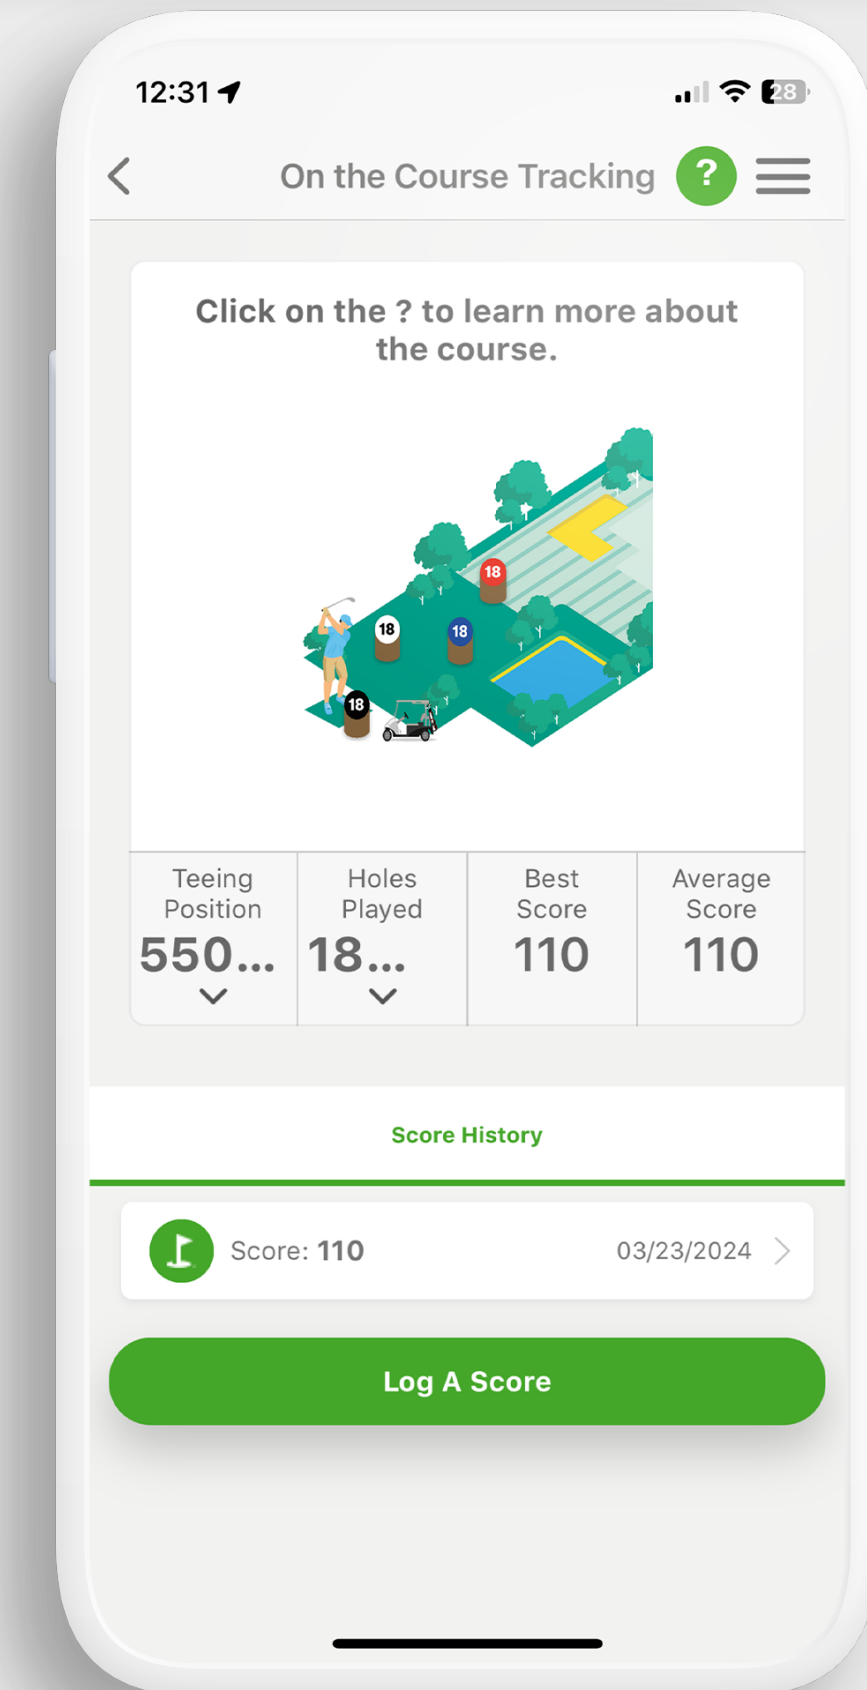 12:31
28
On the Course Tracking
?
Click on the ? to learn more about
the course.
18
18
18
18
Teeing
Position
550...
Holes
Played
18...
Best
Score
110
Average
Score
110
Score History
Score: 110
03/23/2024
Log A Score